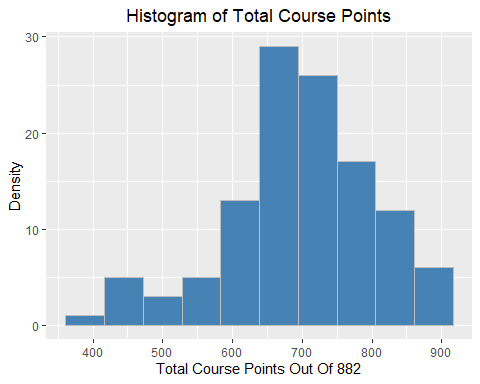 Histogram of Total Course Points
30
20
10
0
Density
400 500 600 700 800 900
Total Course Points Out Of 882